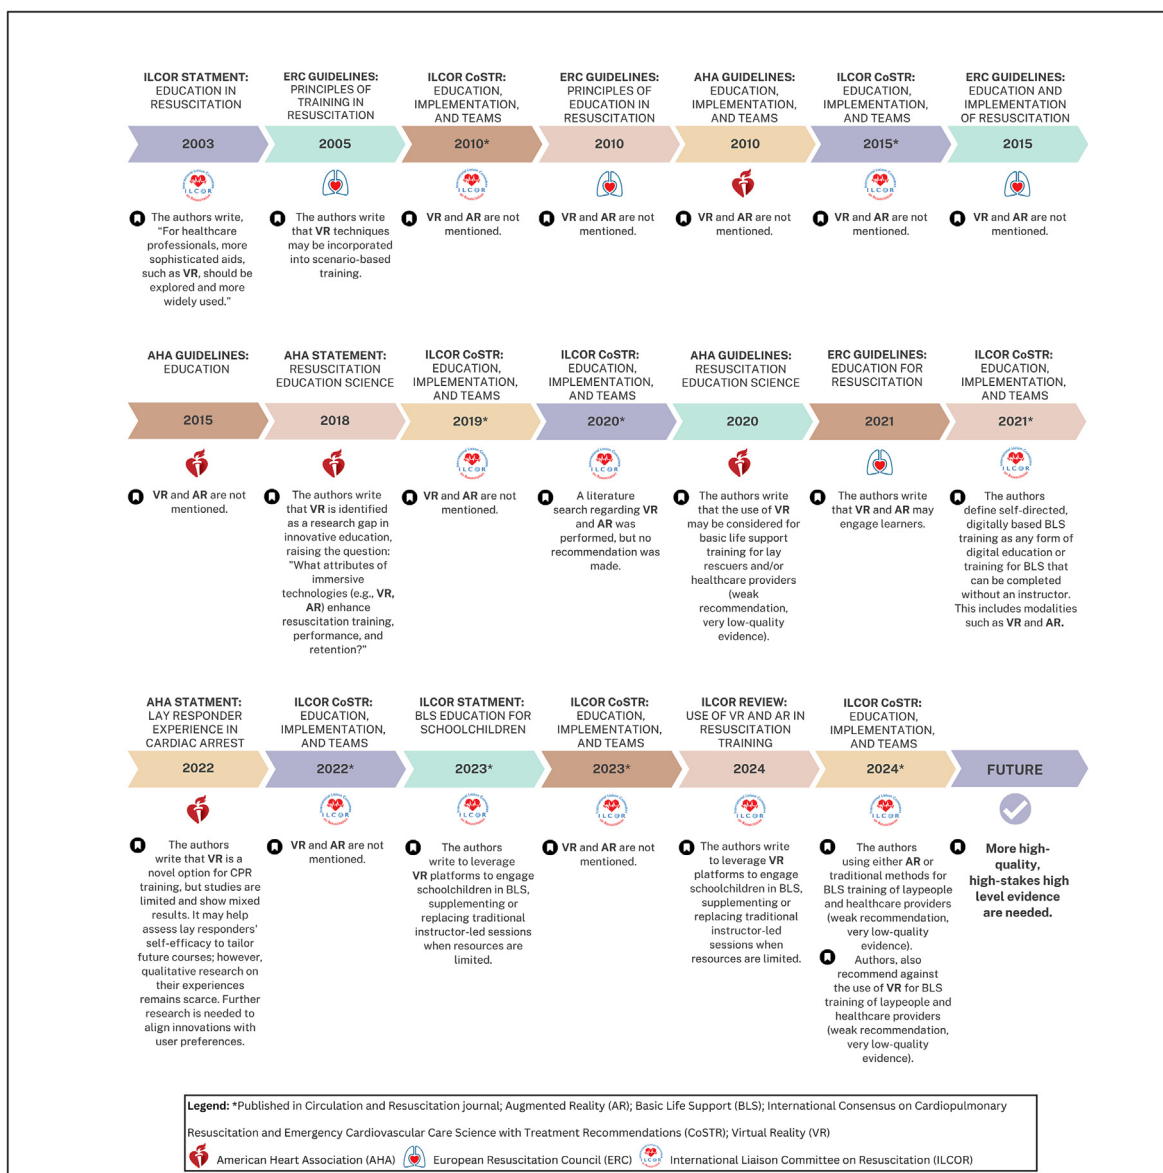 ILCOR STATMENT:
EDUCATION IN
RESUSCITATION
2003
The authors write,
"For healthcare
professionals, more
sophisticated aids,
such as VR, should be
explored and more
widely used."
ERC GUIDELINES:
PRINCIPLES OF
TRAINING IN
RESUSCITATION
2005
The authors write
that VR techniques
may be incorporated
into scenario-based
training.
ILCOR CoSTR:
EDUCATION,
IMPLEMENTATION,
AND TEAMS
2010*
VR and AR are not
mentioned.
ERC GUIDELINES:
PRINCIPLES OF
EDUCATION IN
RESUSCITATION
2010
VR and AR are not
mentioned.
AHA GUIDELINES:
EDUCATION,
IMPLEMENTATION,
AND TEAMS
2010
VR and AR are not
mentioned.
ILCOR CoSTR:
EDUCATION,
IMPLEMENTATION,
AND TEAMS
2015*
VR and AR are not
mentioned.
ERC GUIDELINES:
EDUCATION AND
IMPLEMENTATION
OF RESUSCITATION
2015
VR and AR are not
mentioned.
AHA GUIDELINES:
EDUCATION
2015
VR and AR are not
mentioned.
AHA STATEMENT:
RESUSCITATION
EDUCATION SCIENCE
2018
The authors write
that VR is identified
as a research gap in
innovative education,
raising the question:
"What attributes of
immersive
technologies (e.g., VR,
AR) enhance
resuscitation training,
performance, and
retention?"
ILCOR CoSTR:
EDUCATION,
IMPLEMENTATION,
AND TEAMS
2019*
VR and AR are not
mentioned.
ILCOR CoSTR:
EDUCATION,
IMPLEMENTATION,
AND TEAMS
2020*
A literature
search regarding VR
and AR was
performed, but no
recommendation was
made.
AHA GUIDELINES:
RESUSCITATION
EDUCATION SCIENCE
2020
The authors write
that the use of VR
may be considered for
basic life support
training for lay
rescuers and/or
healthcare providers
(weak
recommendation,
very low-quality
evidence).
ERC GUIDELINES:
EDUCATION FOR
RESUSCITATION
2021
The authors write
that VR and AR may
engage learners.
ILCOR CoSTR:
EDUCATION,
IMPLEMENTATION,
AND TEAMS
2021*
The authors
define self-directed,
digitally based BLS
training as any form of
digital education or
training for BLS that
can be completed
without an instructor.
This includes modalities
such as VR and AR.
AHA STATMENT:
LAY RESPONDER
EXPERIENCE IN
CARDIAC ARREST
2022
The authors
write that VR is a
novel option for CPR
training, but studies are
limited and show mixed
results. It may help
assess lay responders'
self-efficacy to tailor
future courses; however,
qualitative research on
their experiences
remains scarce. Further
research is needed to
align innovations with
user preferences.
ILCOR CoSTR:
EDUCATION,
IMPLEMENTATION,
AND TEAMS
2022*
VR and AR are not
mentioned.
ILCOR STATMENT:
BLS EDUCATION FOR
SCHOOLCHILDREN
2023*
The authors
write to leverage
VR platforms to engage
schoolchildren in BLS,
supplementing or
replacing traditional
instructor-led sessions
when resources are
limited.
ILCOR CoSTR:
EDUCATION,
IMPLEMENTATION,
AND TEAMS
2023*
VR and AR are not
mentioned.
ILCOR REVIEW:
USE OF VR AND AR IN
RESUSCITATION
TRAINING
2024
The authors write
to leverage VR
platforms to engage
schoolchildren in BLS,
supplementing or
replacing traditional
instructor-led
sessions when
resources are limited.
ILCOR CoSTR:
EDUCATION,
IMPLEMENTATION,
AND TEAMS
2024*
The authors
using either AR or
traditional methods for
BLS training of laypeople
and healthcare providers
(weak recommendation,
very low-quality
evidence).
Authors, also
recommend against
the use of VR for BLS
training of laypeople and
healthcare providers
(weak recommendation,
very low-quality
evidence).
FUTURE
More high-
quality,
high-stakes high
level evidence
are needed.
Legend: *Published in Circulation and Resuscitation journal; Augmented Reality (AR); Basic Life Support (BLS); International Consensus on Cardiopulmonary
Resuscitation and Emergency Cardiovascular Care Science with Treatment Recommendations (CoSTR); Virtual Reality (VR)
American Heart Association (AHA) European Resuscitation Council (ERC) International Liaison Committee on Resuscitation (ILCOR)